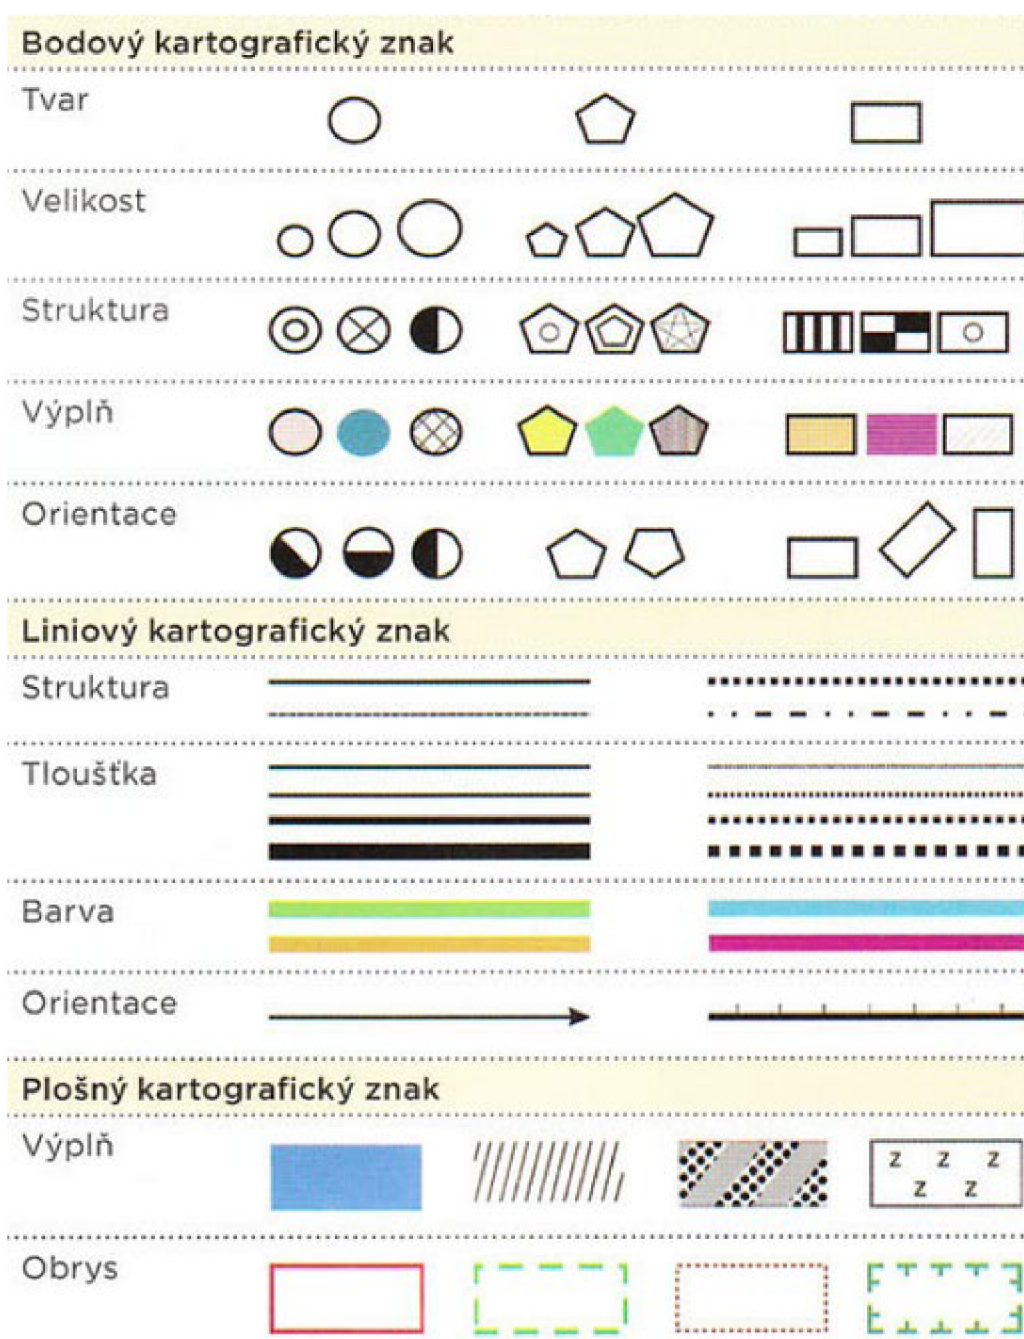 Bodový kartografický znak
Tvar
Velikost
Struktura
Výplň
Orientace
Liniový kartografický znak
Struktura
Tloušťka
Barva
Orientace
Plošný kartografický znak
Výplň
z z z
z z
Obrys